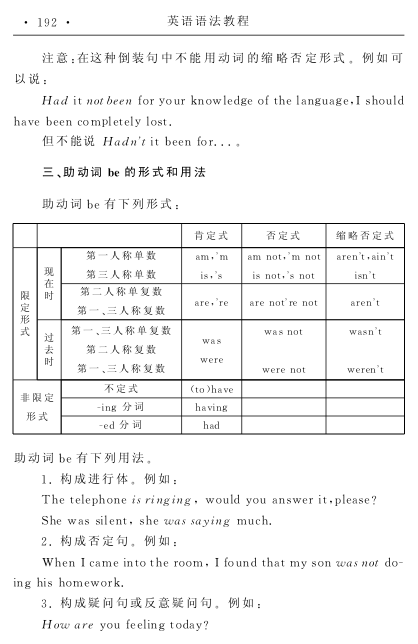 • 192 •
英语语法教程
注意:在这种倒装句中不能用动词的缩略否定形式。例如可
以说:
Had it not been for your knowledge of the language, I should
have been completely lost.
但不能说 Hadn't it been for...。
三、助动词 be 的形式和用法
助动词 be 有下列形式:
肯定式 否定式 缩略否定式
限定形式
现在时
第一人称单数 am,'m am not,'m not aren't,ain't
第三人称单数 is,'s is not,'s not isn't
第二人称单复数
第一、三人称复数
are,'re are not're not aren't
过去时
第一、三人称单复数 was was not wasn't
第二人称复数
第一、三人称复数 were were not weren't
非限定形式
不定式 (to)have
-ing 分词 having
-ed 分词 had
助动词 be 有下列用法。
1. 构成进行体。例如:
The telephone is ringing, would you answer it,please?
She was silent, she was saying much.
2. 构成否定句。例如:
When I came into the room, I found that my son was not do-
ing his homework.
3. 构成疑问句或反意疑问句。例如:
How are you feeling today?